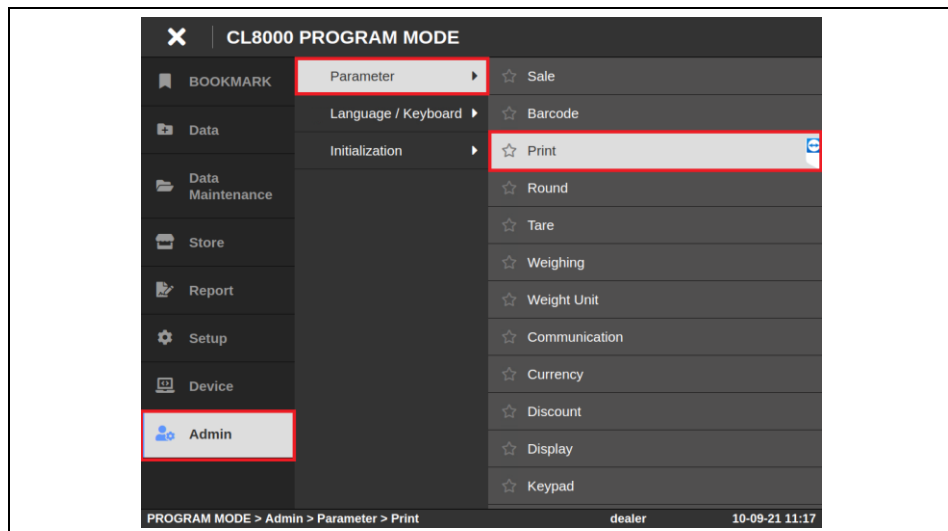 CL8000 PROGRAM MODE
BOOKMARK
Data
Data
Maintenance
Store
Report
Setup
Device
Admin
Parameter
Language / Keyboard
Initialization
Sale
Barcode
Print
Round
Tare
Weighing
Weight Unit
Communication
Currency
Discount
Display
Keypad
PROGRAM MODE > Admin > Parameter > Print dealer 10-09-21 11:17